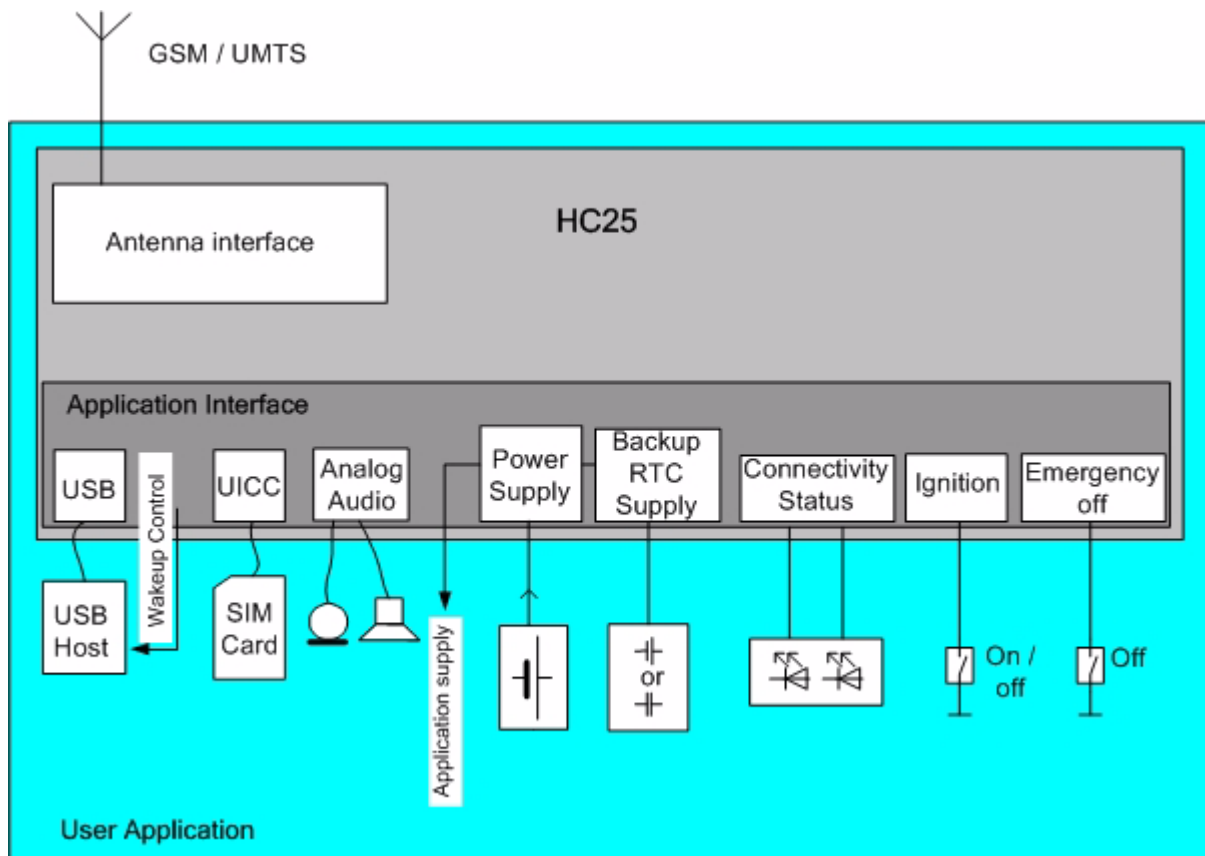 GSM / UMTS
HC25
Antenna interface
Application Interface
USB
Wakeup Control
UICC
Analog
Audio
Power
Supply
Backup
RTC
Supply
Connectivity
Status
Ignition
Emergency
off
USB
Host
SIM
Card
Application supply
or
On /
off
Off
User Application